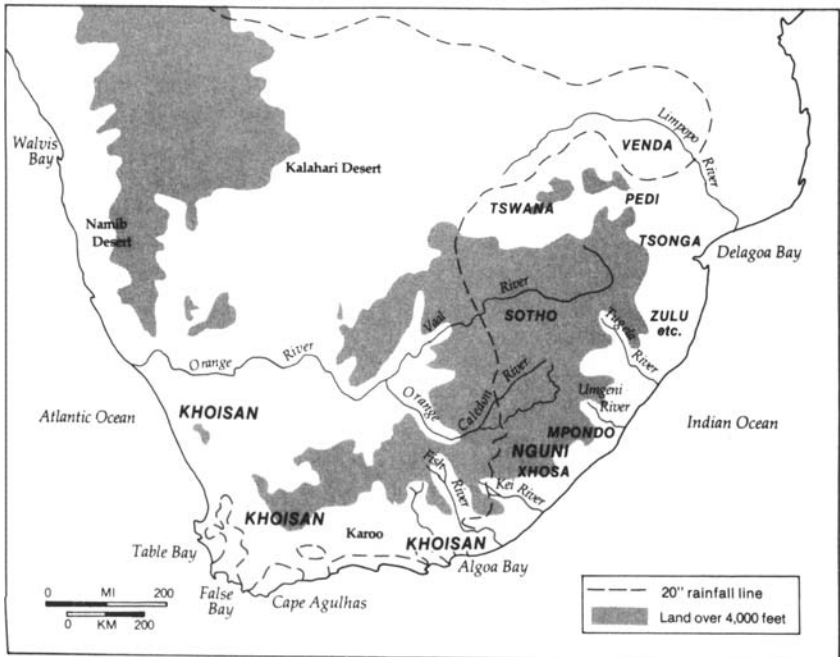 Walvis
Bay
Kalahari Desert
Namib
Desert
Limpopo
River
VENDA
TSWANA
PEDI
TSONGA
Delagoa Bay
Vaal
River
SOTHO
ZULU
etc.
Tugela
River
Orange
River
Orange
Caledon
River
Umgeni
River
Atlantic Ocean
KHOISAN
MPONDO
Indian Ocean
NGUNI
XHOSA
Fish
River
Kei River
KHOISAN
Karoo
KHOISAN
Table Bay
Algoa Bay
False
Bay
Cape Agulhas
0 MI 200
0 KM 200
20" rainfall line
Land over 4,000 feet